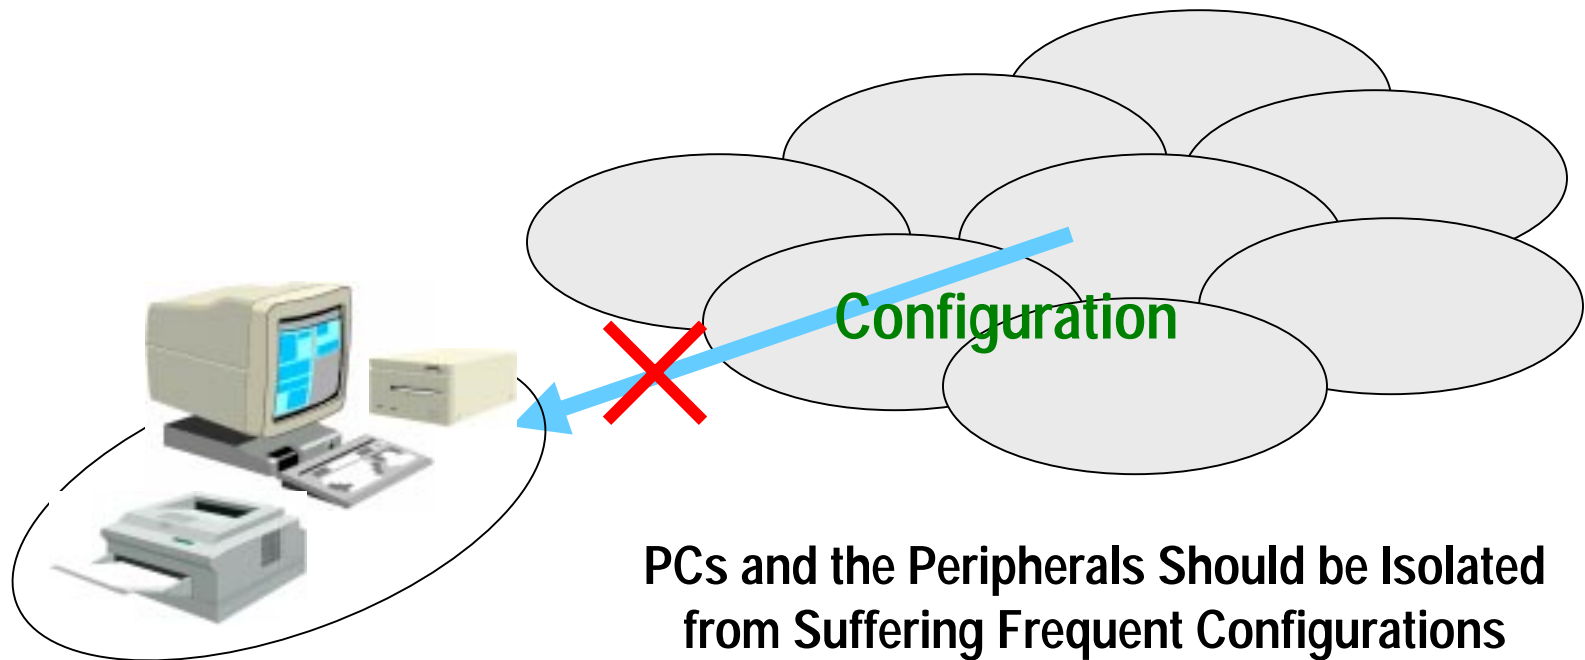 Configuration
PCs and the Peripherals Should be Isolated
from Suffering Frequent Configurations